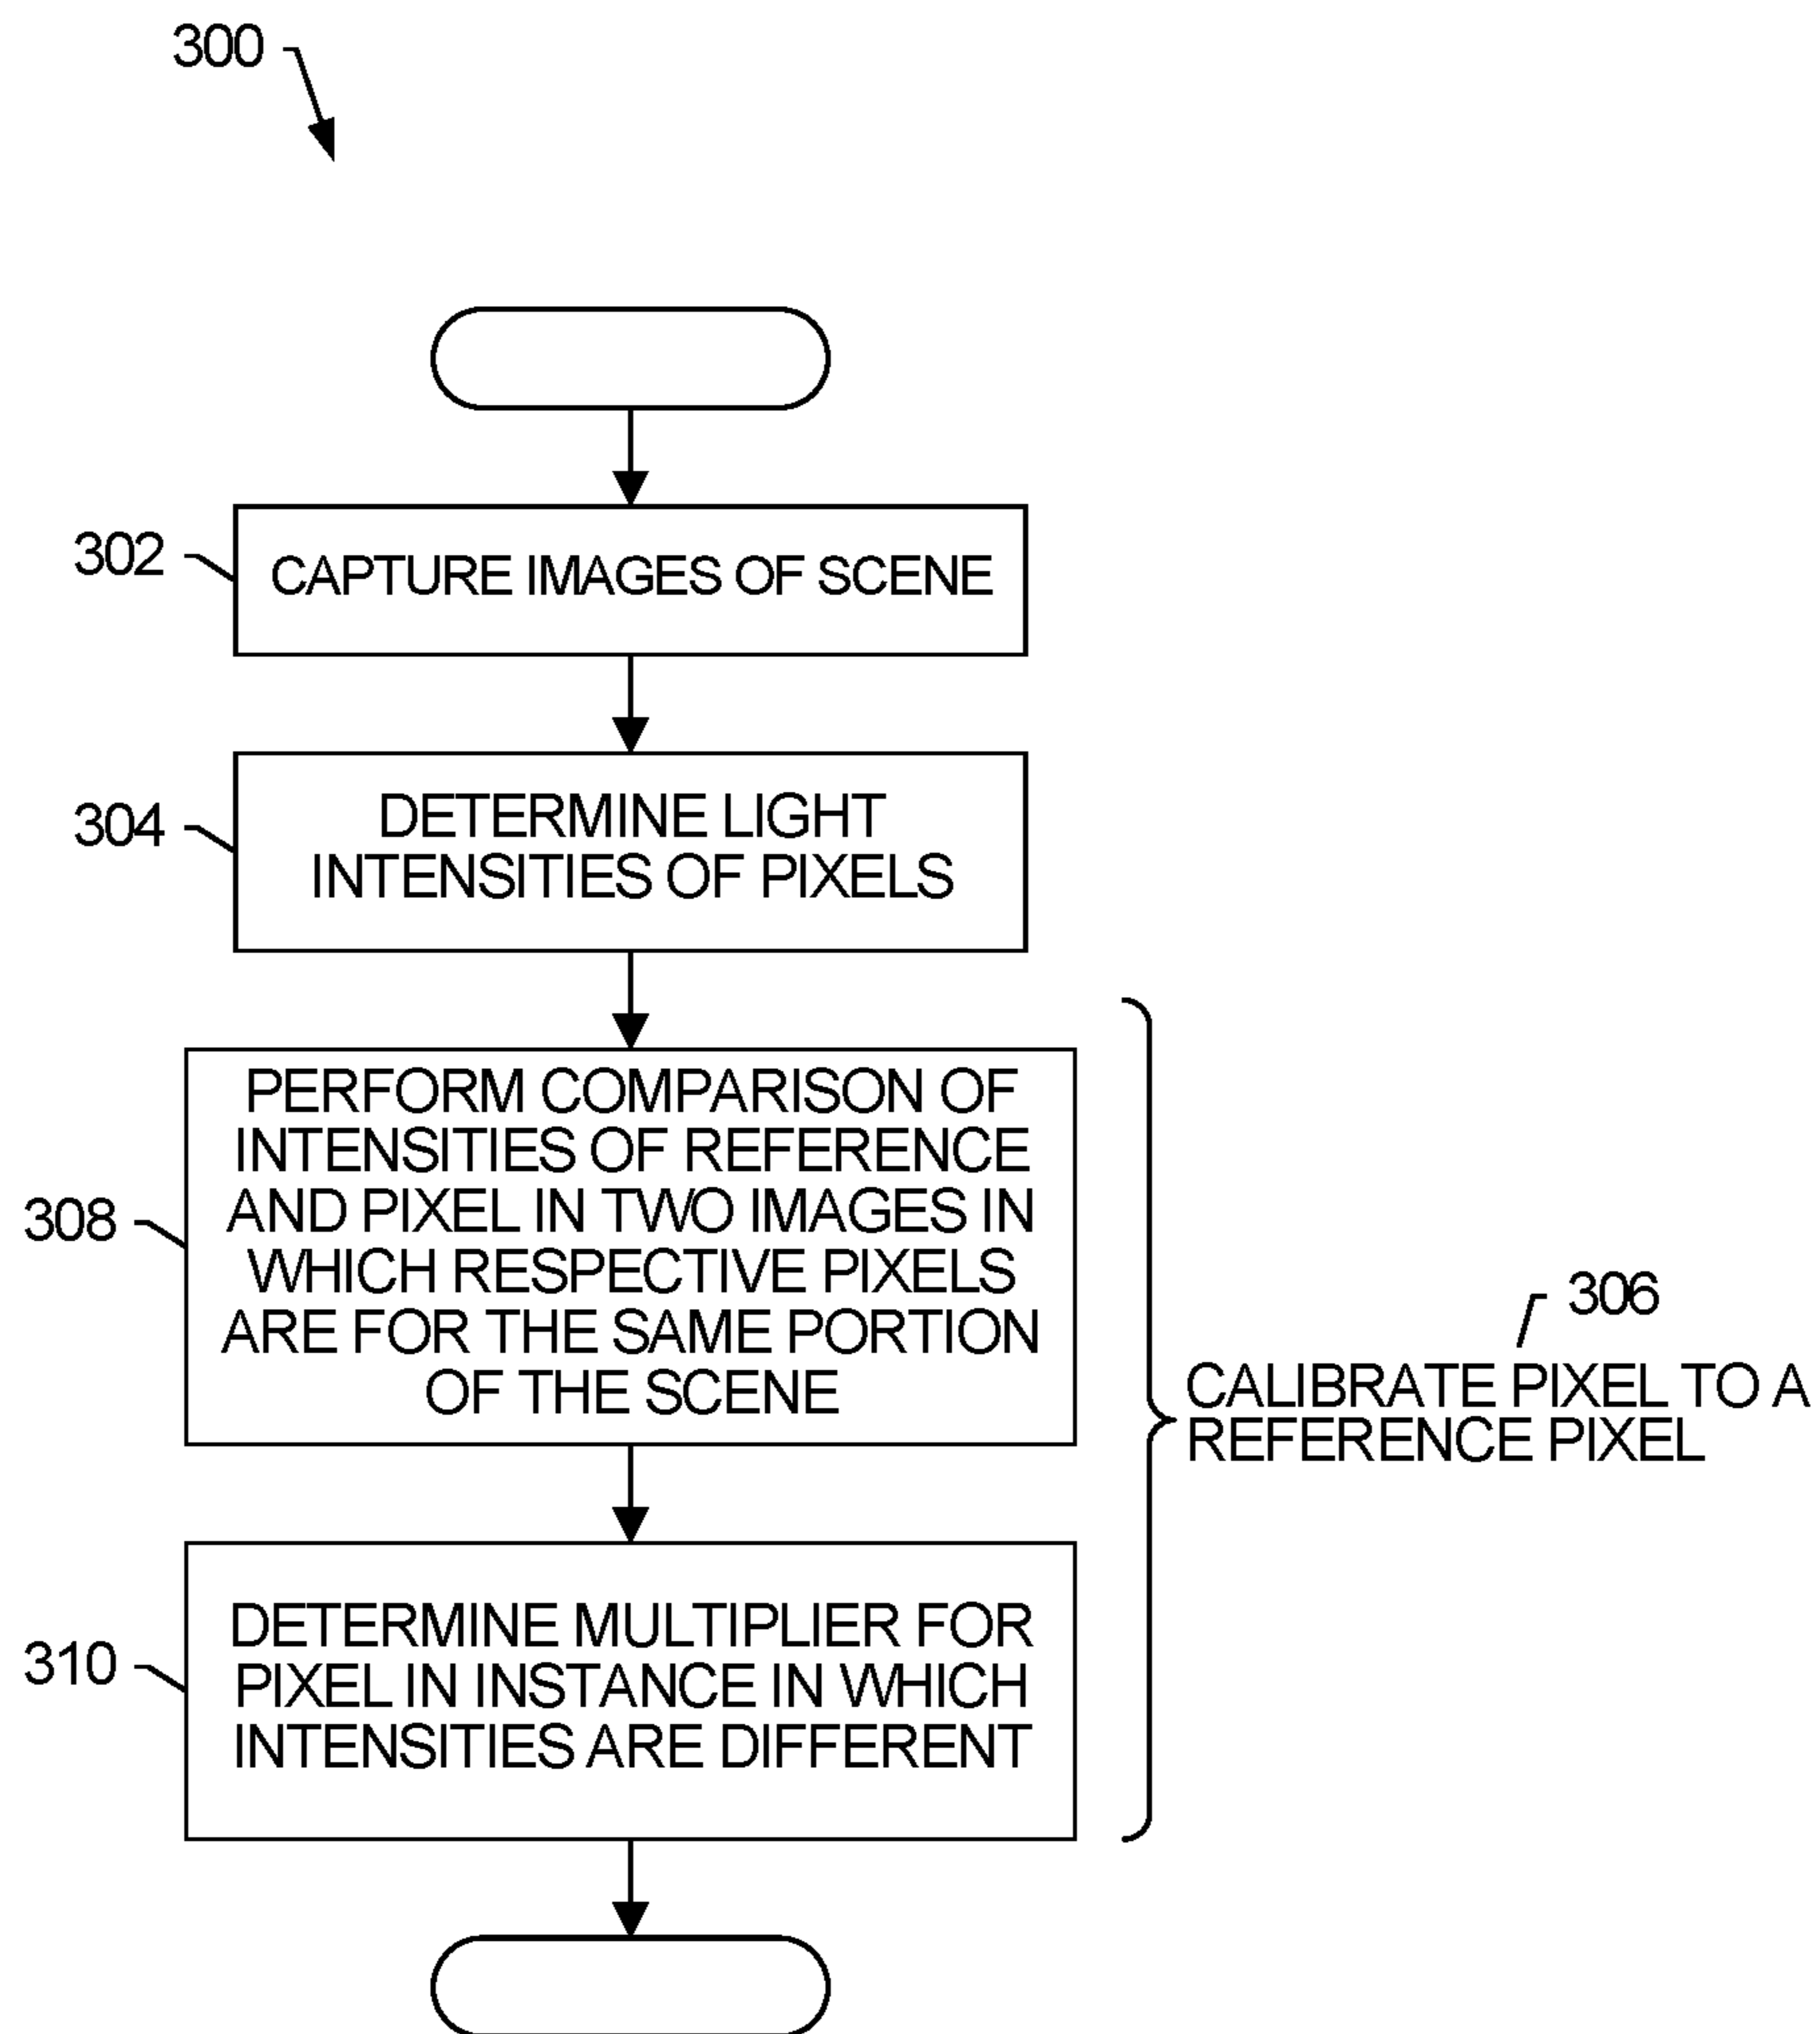 300
302
CAPTURE IMAGES OF SCENE
304
DETERMINE LIGHT
INTENSITIES OF PIXELS
308
PERFORM COMPARISON OF
INTENSITIES OF REFERENCE
AND PIXEL IN TWO IMAGES IN
WHICH RESPECTIVE PIXELS
ARE FOR THE SAME PORTION
OF THE SCENE
306
CALIBRATE PIXEL TO A
REFERENCE PIXEL
310
DETERMINE MULTIPLIER FOR
PIXEL IN INSTANCE IN WHICH
INTENSITIES ARE DIFFERENT